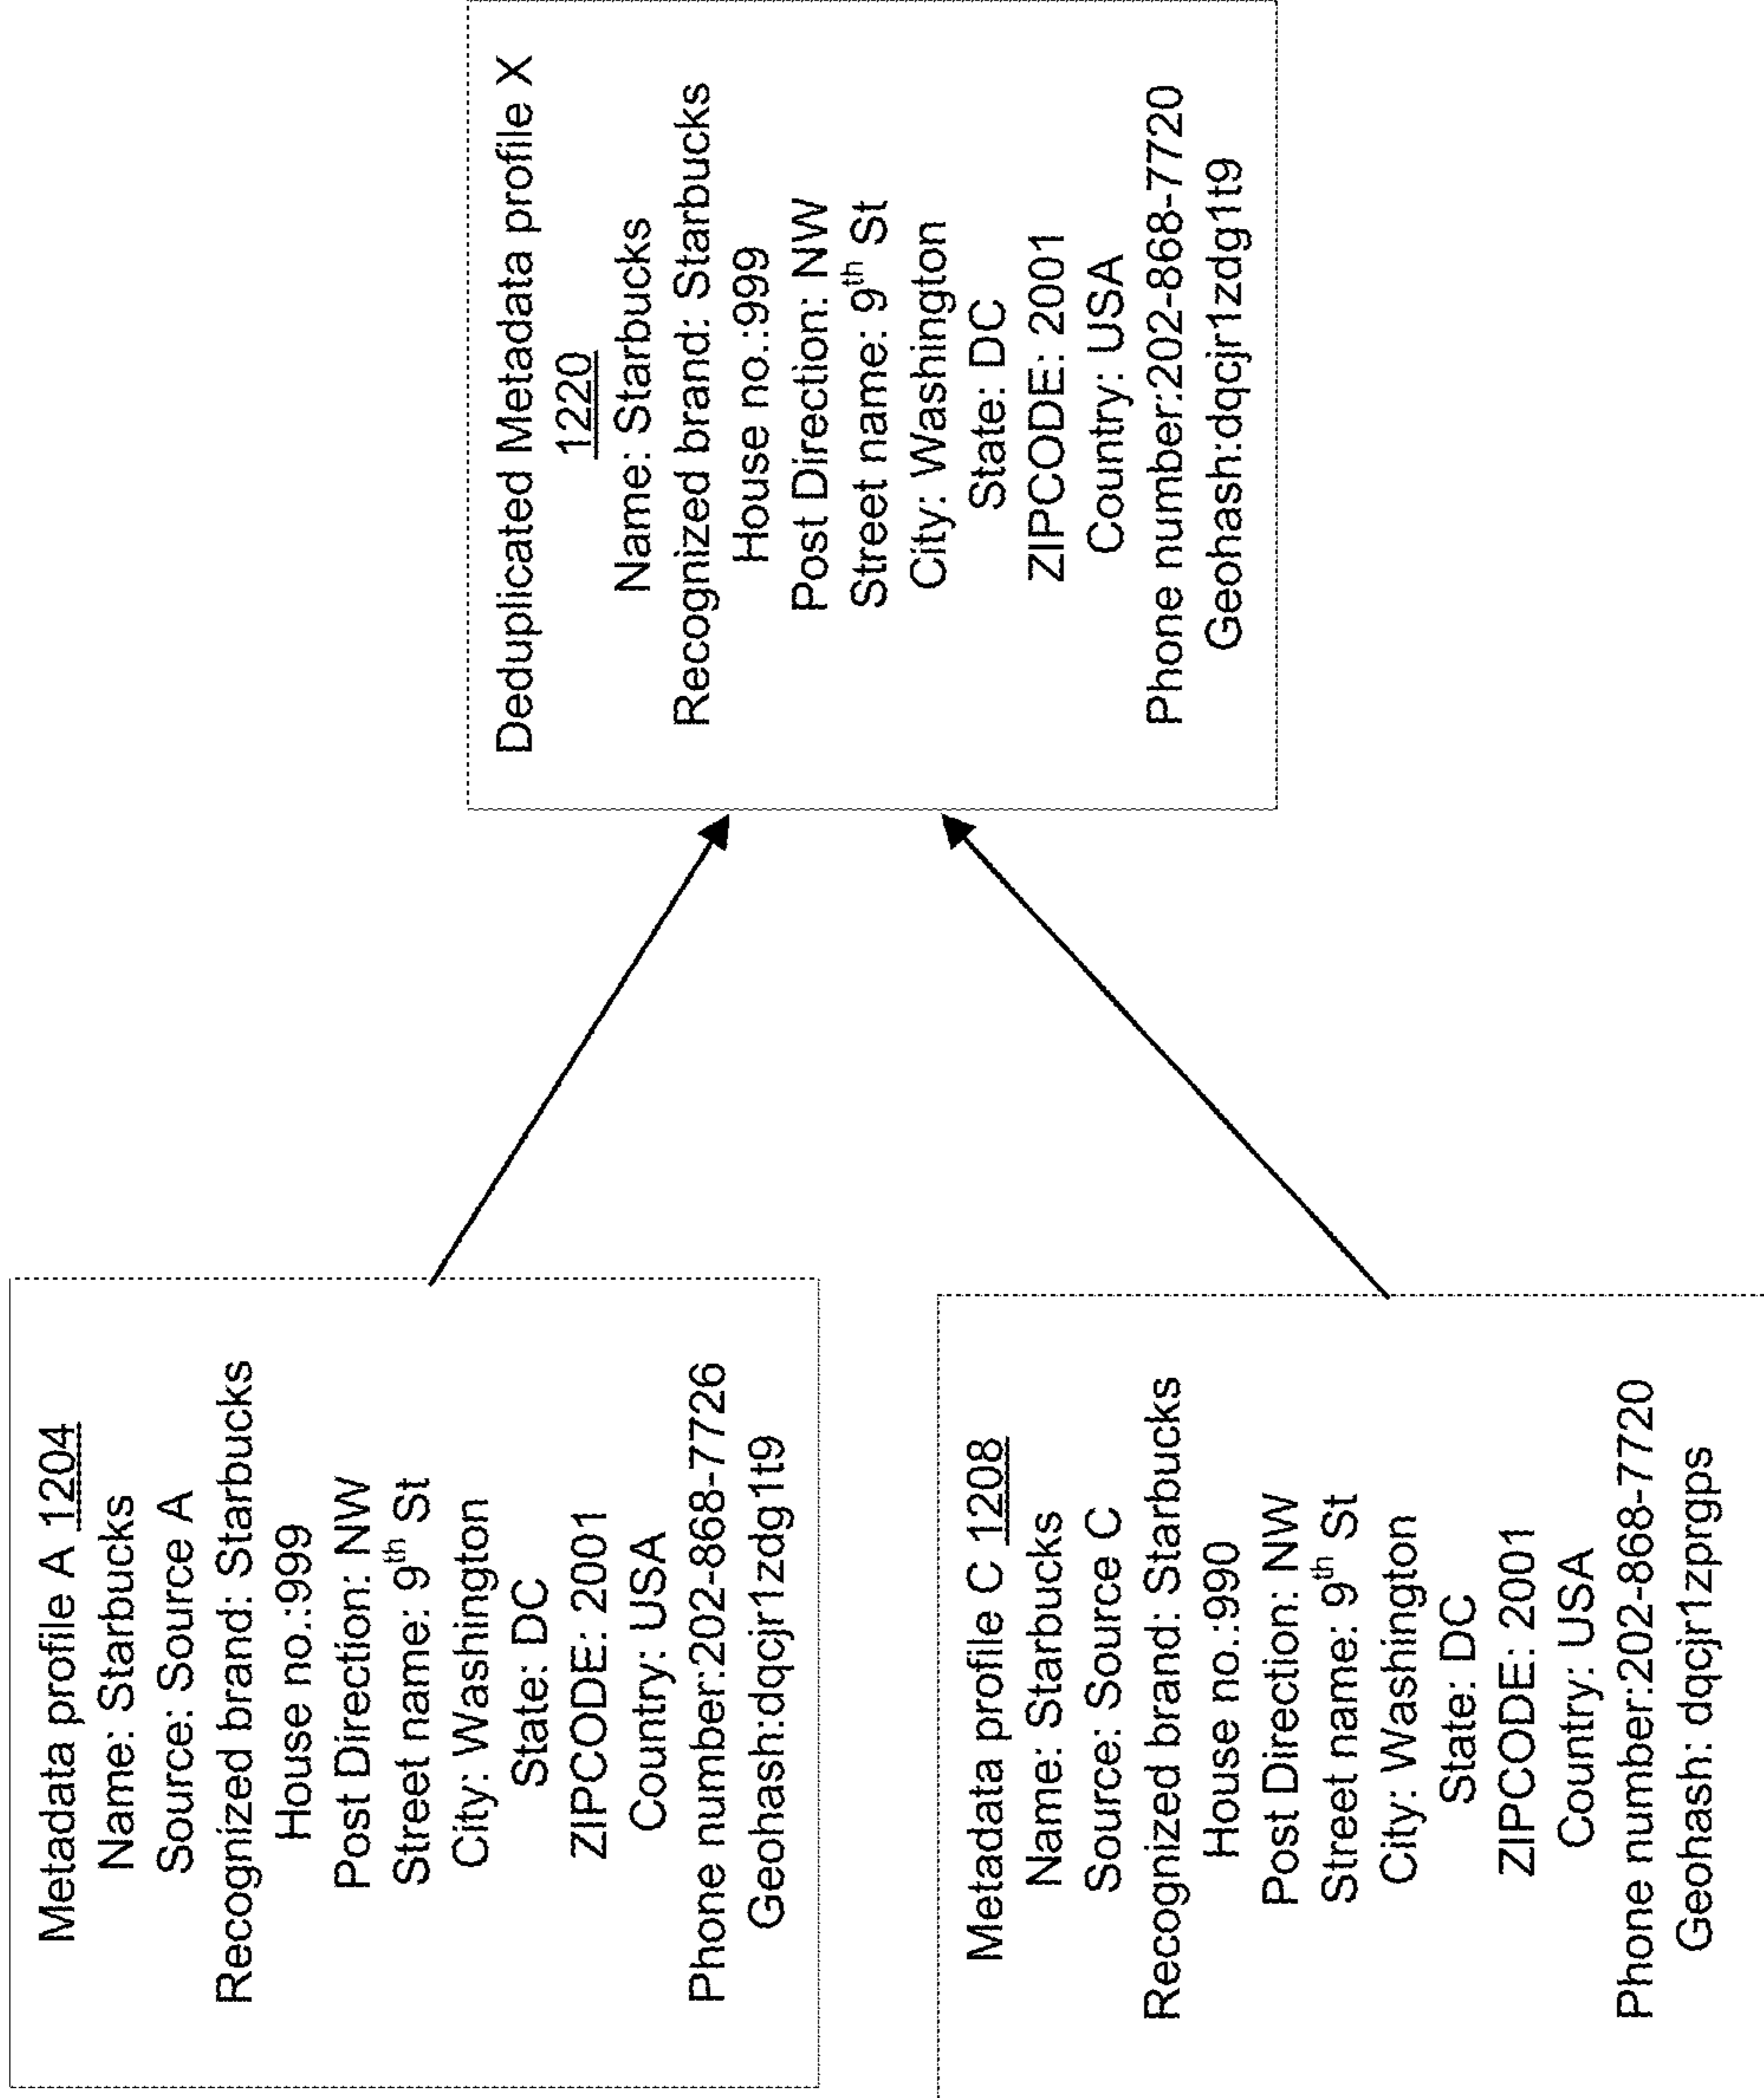 Metadata profile A 1204
Name: Starbucks
Source: Source A
Recognized brand: Starbucks
House no.:999
Post Direction: NW
Street name: 9th St
City: Washington
State: DC
ZIPCODE: 2001
Country: USA
Phone number:202-868-7726
Geohash:dqcjr1zdg1t9
Metadata profile C 1208
Name: Starbucks
Source: Source C
Recognized brand: Starbucks
House no.:990
Post Direction: NW
Street name: 9th St
City: Washington
State: DC
ZIPCODE: 2001
Country: USA
Phone number:202-868-7720
Geohash: dqcjr1zprgps
Deduplicated Metadata profile X
1220
Name: Starbucks
Recognized brand: Starbucks
House no.:999
Post Direction: NW
Street name: 9th St
City: Washington
State: DC
ZIPCODE: 2001
Country: USA
Phone number:202-868-7720
Geohash:dqcjr1zdg1t9